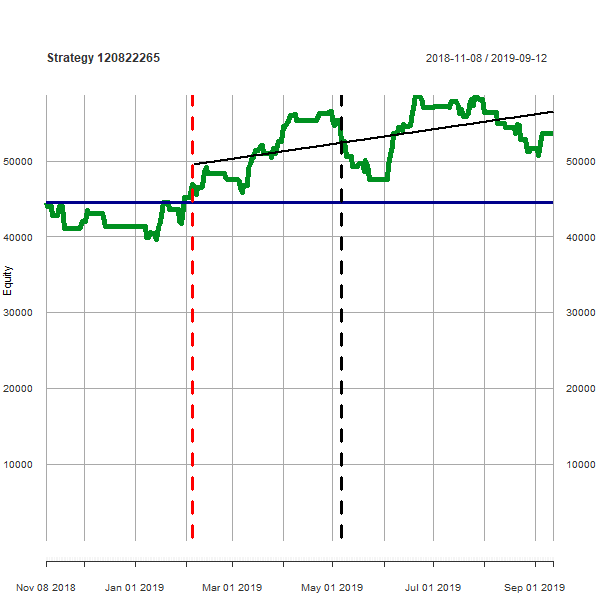 Strategy 120822265
2018-11-08 / 2019-09-12
50000
50000
40000
40000
Equity
30000
30000
20000
20000
10000
10000
Nov 08 2018
Jan 01 2019
Mar 01 2019
May 01 2019
Jul 01 2019
Sep 01 2019